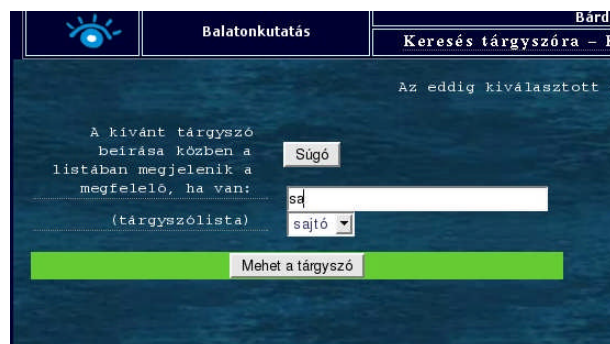 Balatonkutatás
Bárd
Keresés tárgyszóra –
Az eddig kiválasztott
A kívánt tárgyszó
beírása közben a
listában megjelenik a
megfelelő, ha van:
Súgó
sa
(tárgyszólista)
sajtó
Mehet a tárgyszó